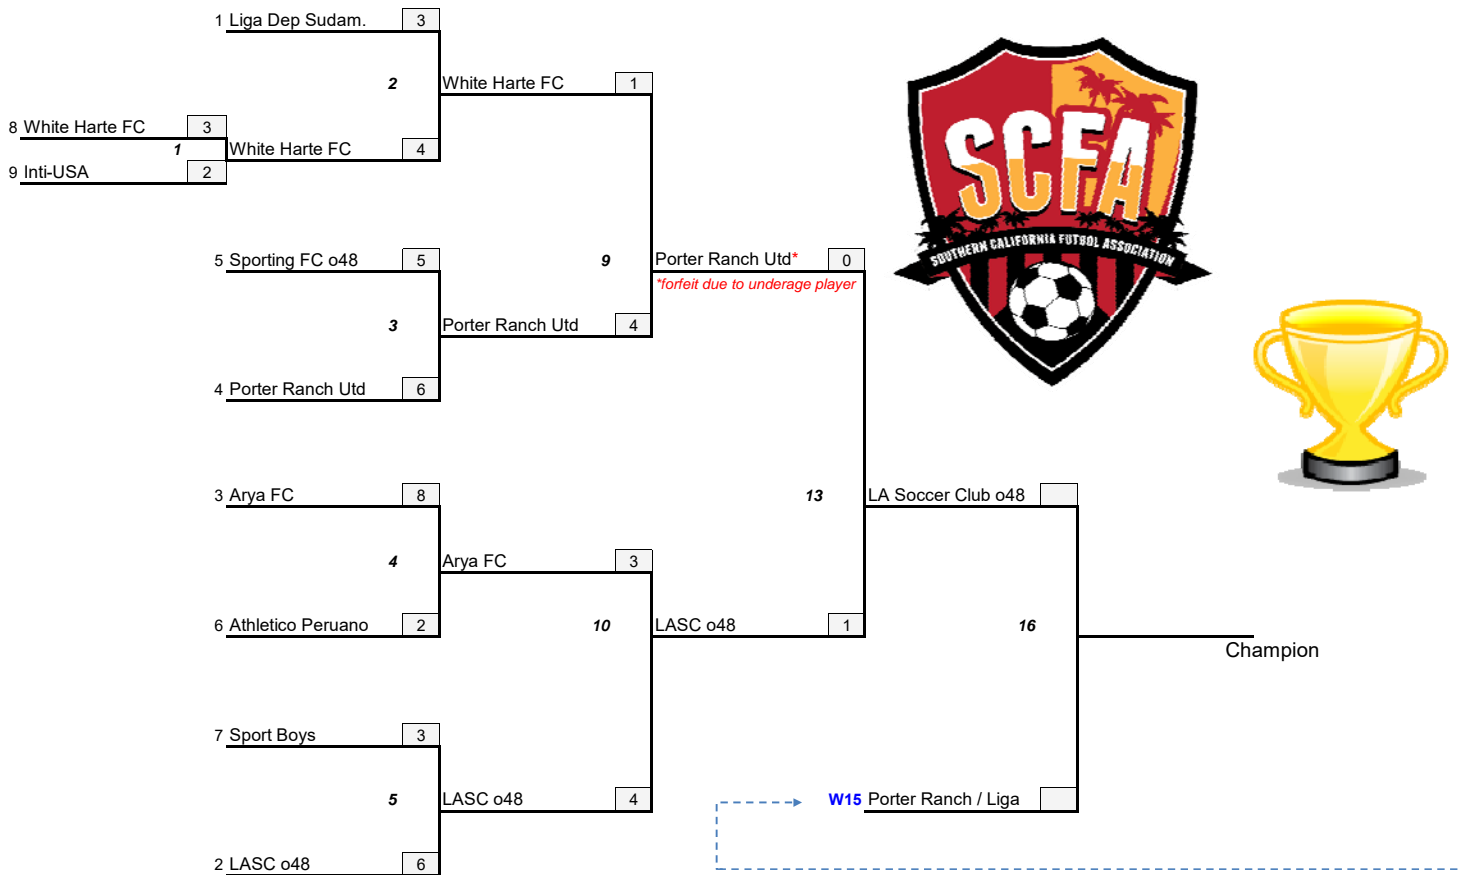 1 Liga Dep Sudam. 3
2 White Harte FC 1
8 White Harte FC 3
1 White Harte FC 4
9 Inti-USA 2
SCFA
SOUTHERN CALIFORNIA FUTBOL ASSOCIATION
5 Sporting FC o48 5
9 Porter Ranch Utd* 0
*forfeit due to underage player
3 Porter Ranch Utd 4
4 Porter Ranch Utd 6
3 Arya FC 8
13 LA Soccer Club o48
4 Arya FC 3
6 Athletico Peruano 2
10 LASC o48 1
16
Champion
7 Sport Boys 3
5 LASC o48 4
W15 Porter Ranch / Liga
2 LASC o48 6